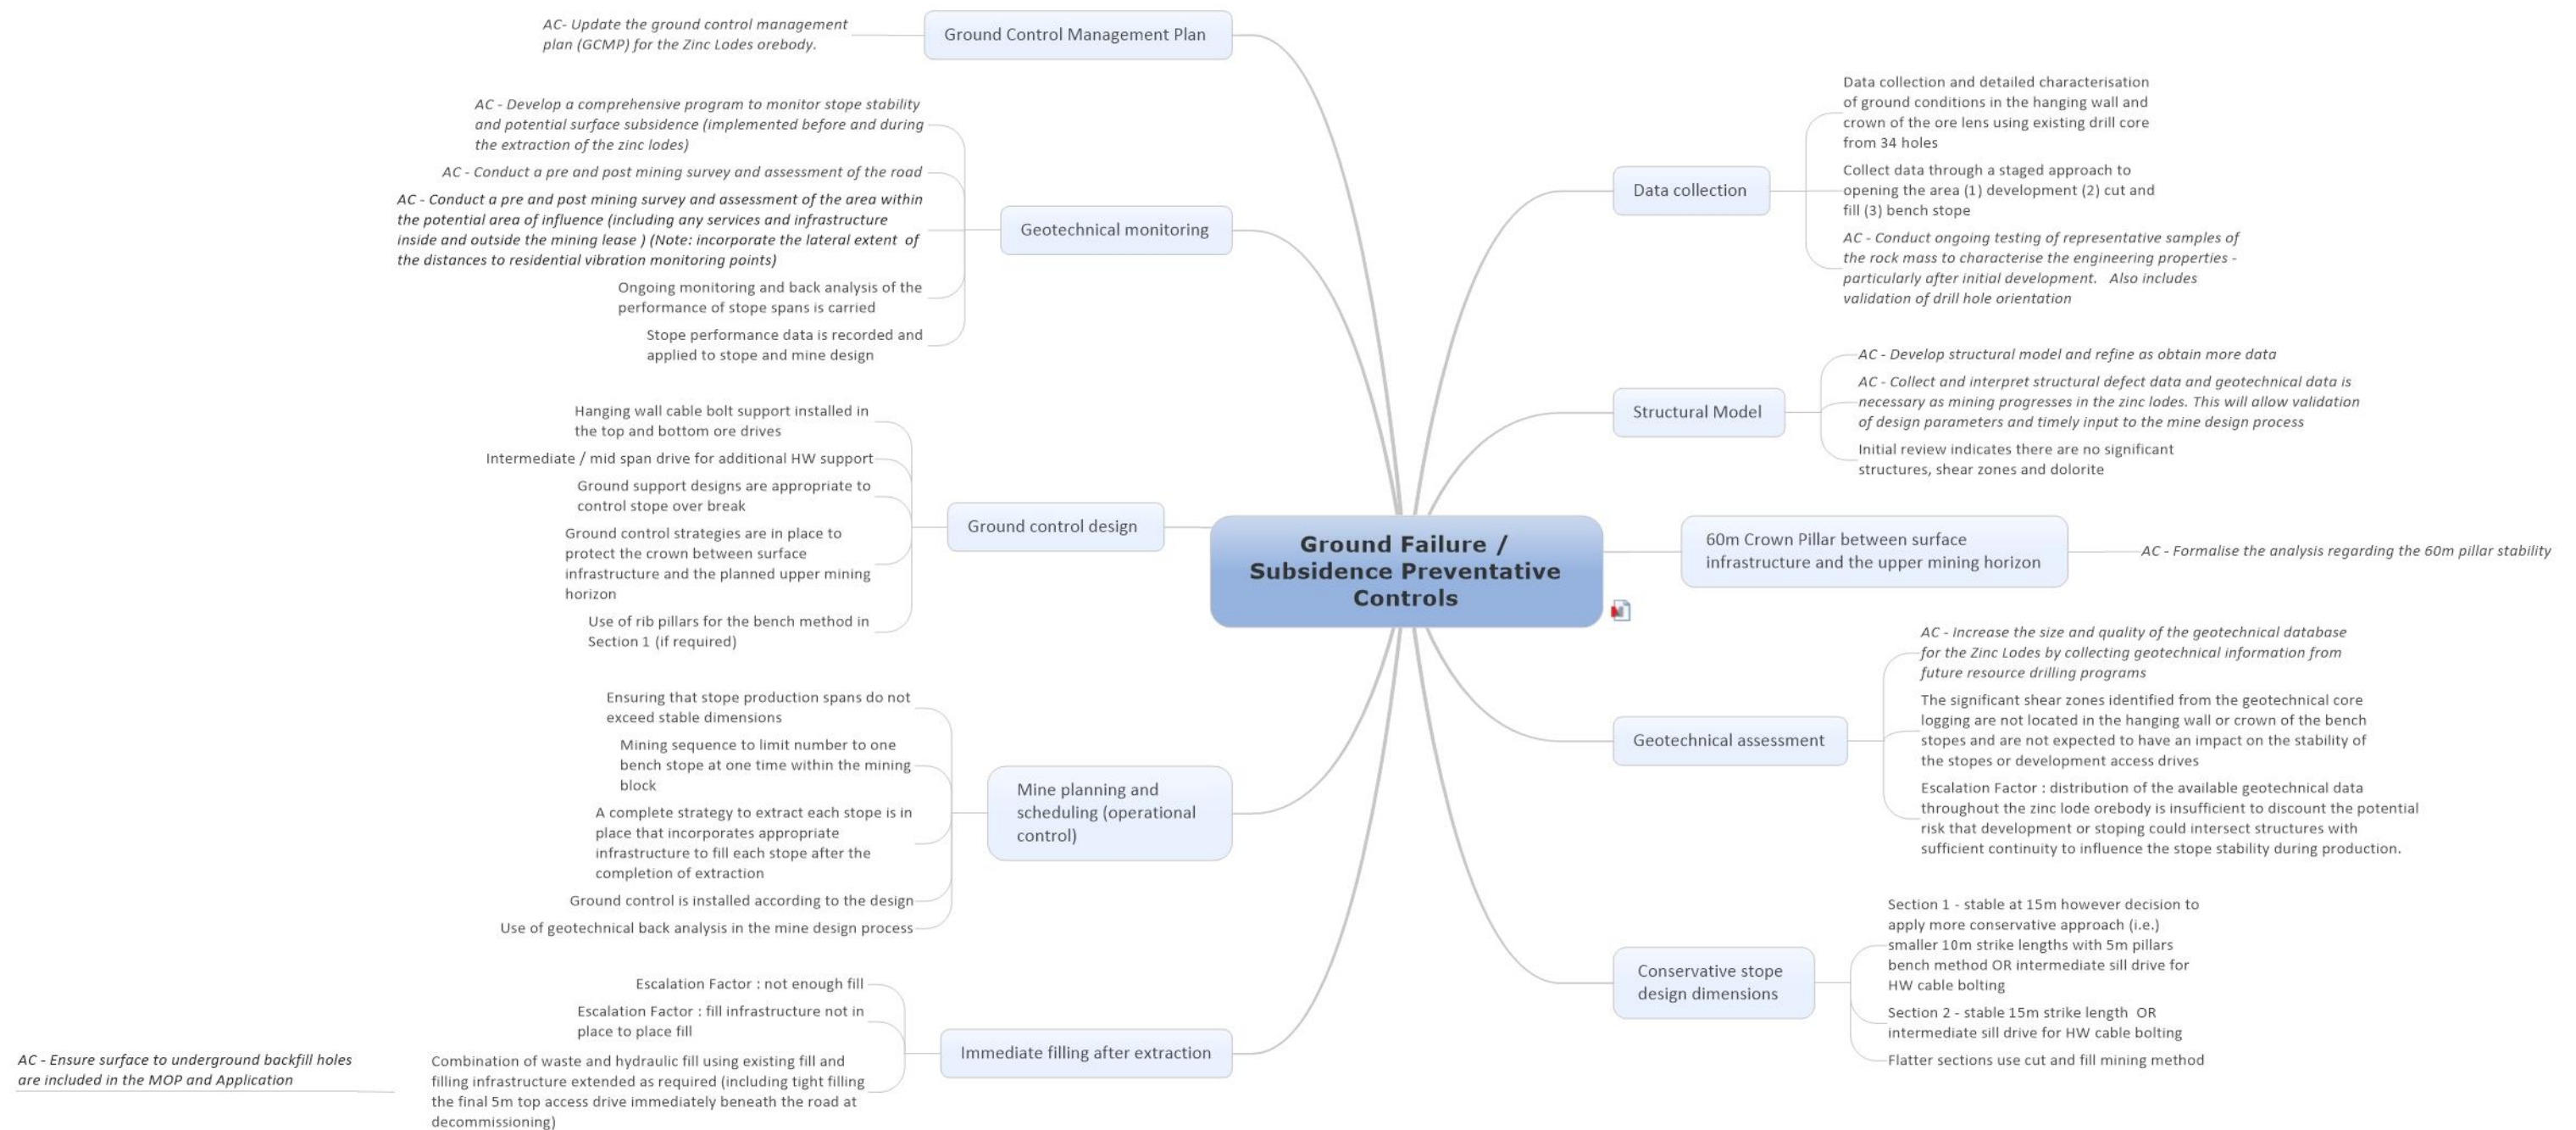 Ground Failure /
Subsidence Preventative
Controls
Ground Control Management Plan
AC- Update the ground control management
plan (GCMP) for the Zinc Lodes orebody.
Geotechnical monitoring
AC - Develop a comprehensive program to monitor stope stability
and potential surface subsidence (implemented before and during
the extraction of the zinc lodes)
AC - Conduct a pre and post mining survey and assessment of the road
AC - Conduct a pre and post mining survey and assessment of the area within
the potential area of influence (including any services and infrastructure
inside and outside the mining lease ) (Note: incorporate the lateral extent of
the distances to residential vibration monitoring points)
Ongoing monitoring and back analysis of the
performance of stope spans is carried
Stope performance data is recorded and
applied to stope and mine design
Ground control design
Hanging wall cable bolt support installed in
the top and bottom ore drives
Intermediate / mid span drive for additional HW support
Ground support designs are appropriate to
control stope over break
Ground control strategies are in place to
protect the crown between surface
infrastructure and the planned upper mining
horizon
Use of rib pillars for the bench method in
Section 1 (if required)
Mine planning and
scheduling (operational
control)
Ensuring that stope production spans do not
exceed stable dimensions
Mining sequence to limit number to one
bench stope at one time within the mining
block
A complete strategy to extract each stope is in
place that incorporates appropriate
infrastructure to fill each stope after the
completion of extraction
Ground control is installed according to the design
Use of geotechnical back analysis in the mine design process
Immediate filling after extraction
Escalation Factor : not enough fill
Escalation Factor : fill infrastructure not in
place to place fill
Combination of waste and hydraulic fill using existing fill and
filling infrastructure extended as required (including tight filling
the final 5m top access drive immediately beneath the road at
decommissioning)
AC - Ensure surface to underground backfill holes
are included in the MOP and Application
Data collection
Data collection and detailed characterisation
of ground conditions in the hanging wall and
crown of the ore lens using existing drill core
from 34 holes
Collect data through a staged approach to
opening the area (1) development (2) cut and
fill (3) bench stope
AC - Conduct ongoing testing of representative samples of
the rock mass to characterise the engineering properties -
particularly after initial development. Also includes
validation of drill hole orientation
Structural Model
AC - Develop structural model and refine as obtain more data
AC - Collect and interpret structural defect data and geotechnical data is
necessary as mining progresses in the zinc lodes. This will allow validation
of design parameters and timely input to the mine design process
Initial review indicates there are no significant
structures, shear zones and dolorite
60m Crown Pillar between surface
infrastructure and the upper mining horizon
AC - Formalise the analysis regarding the 60m pillar stability
Geotechnical assessment
AC - Increase the size and quality of the geotechnical database
for the Zinc Lodes by collecting geotechnical information from
future resource drilling programs
The significant shear zones identified from the geotechnical core
logging are not located in the hanging wall or crown of the bench
stopes and are not expected to have an impact on the stability of
the stopes or development access drives
Escalation Factor : distribution of the available geotechnical data
throughout the zinc lode orebody is insufficient to discount the potential
risk that development or stoping could intersect structures with
sufficient continuity to influence the stope stability during production.
Conservative stope
design dimensions
Section 1 - stable at 15m however decision to
apply more conservative approach (i.e.)
smaller 10m strike lengths with 5m pillars
bench method OR intermediate sill drive for
HW cable bolting
Section 2 - stable 15m strike length OR
intermediate sill drive for HW cable bolting
Flatter sections use cut and fill mining method